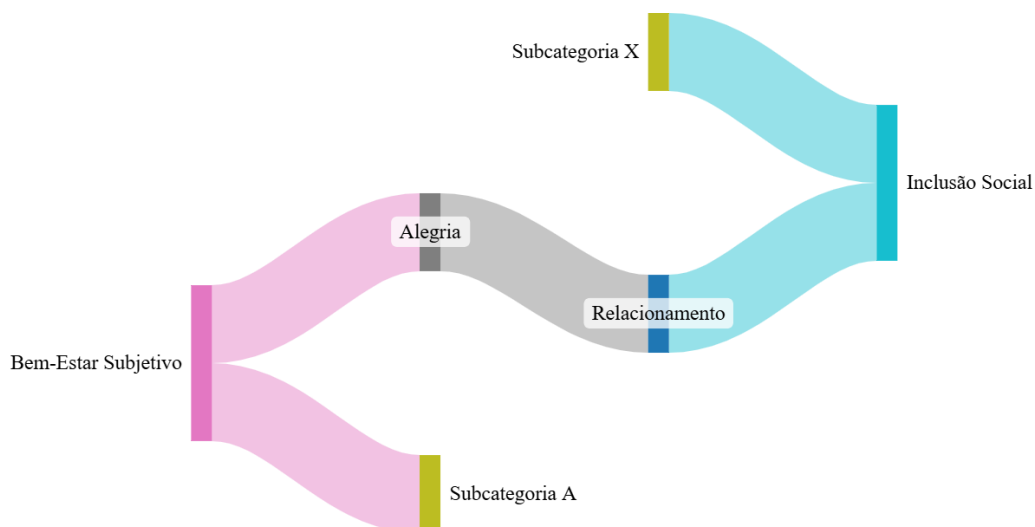 Subcategoria X
Inclusão Social
Alegria
Relacionamento
Bem-Estar Subjetivo
Subcategoria A